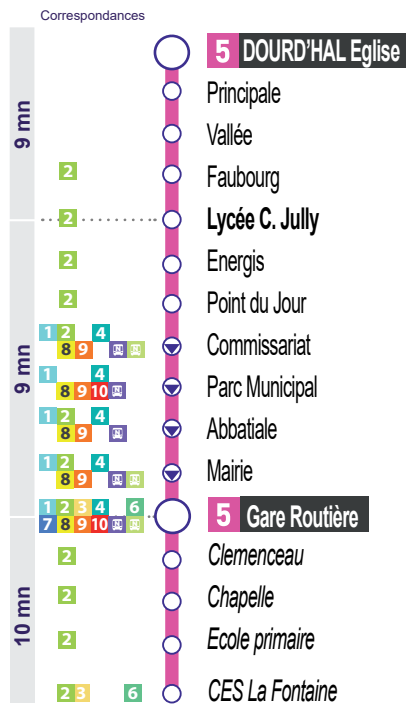 Correspondances
5 DOURD'HAL Eglise
9 mn
Principale
Vallée
2 Faubourg
2 Lycée C. Jully
2 Energis
2 Point du Jour
9 mn
1 2 4
8 9 Commissariat
1 4
8 9 10 Parc Municipal
1 2 4
8 9 Abbatiale
1 2 4
8 9 Mairie
1 2 3 4 6
7 8 9 10 5 Gare Routière
10 mn
2 Clemenceau
2 Chapelle
2 Ecole primaire
2 3 6 CES La Fontaine